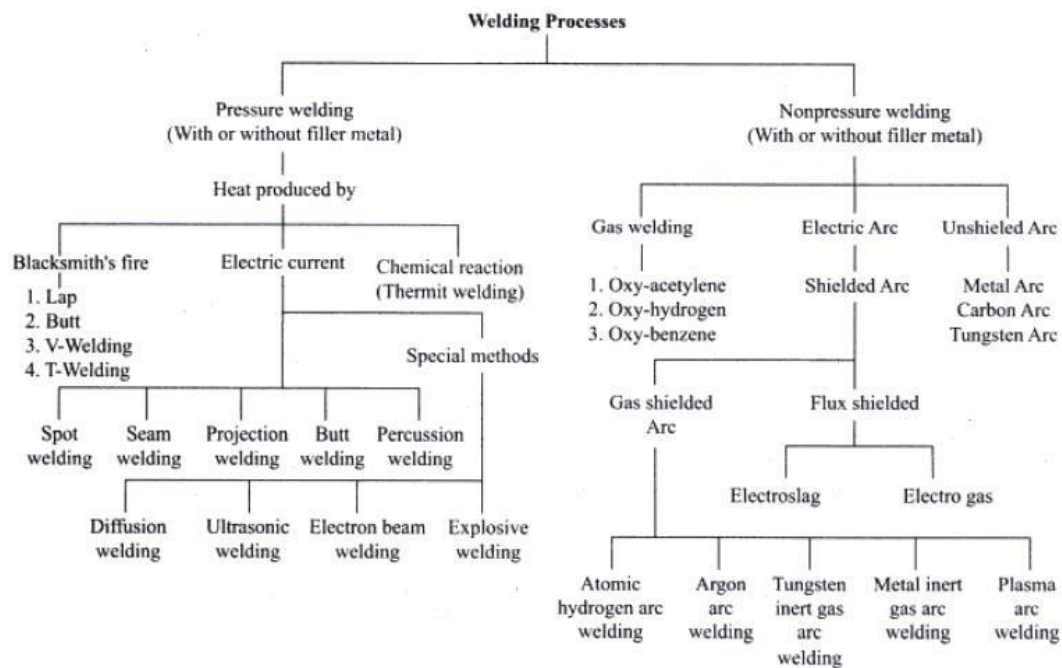 Welding Processes
Pressure welding
(With or without filler metal)
Nonpressure welding
(With or without filler metal)
Heat produced by
Gas welding
Electric Arc
Unshieled Arc
Blacksmith's fire
Electric current
Chemical reaction
(Thermit welding)
1. Lap
2. Butt
3. V-Welding
4. T-Welding
1. Oxy-acetylene
2. Oxy-hydrogen
3. Oxy-benzene
Shielded Arc
Metal Arc
Carbon Arc
Tungsten Arc
Special methods
Gas shielded
Arc
Flux shielded
Spot
welding
Seam
welding
Projection
welding
Butt
welding
Percussion
welding
Electroslag
Electro gas
Diffusion
welding
Ultrasonic
welding
Electron beam
welding
Explosive
welding
Atomic
hydrogen arc
welding
Argon
arc
welding
Tungsten
inert gas
arc
welding
Metal inert
gas arc
welding
Plasma
arc
welding